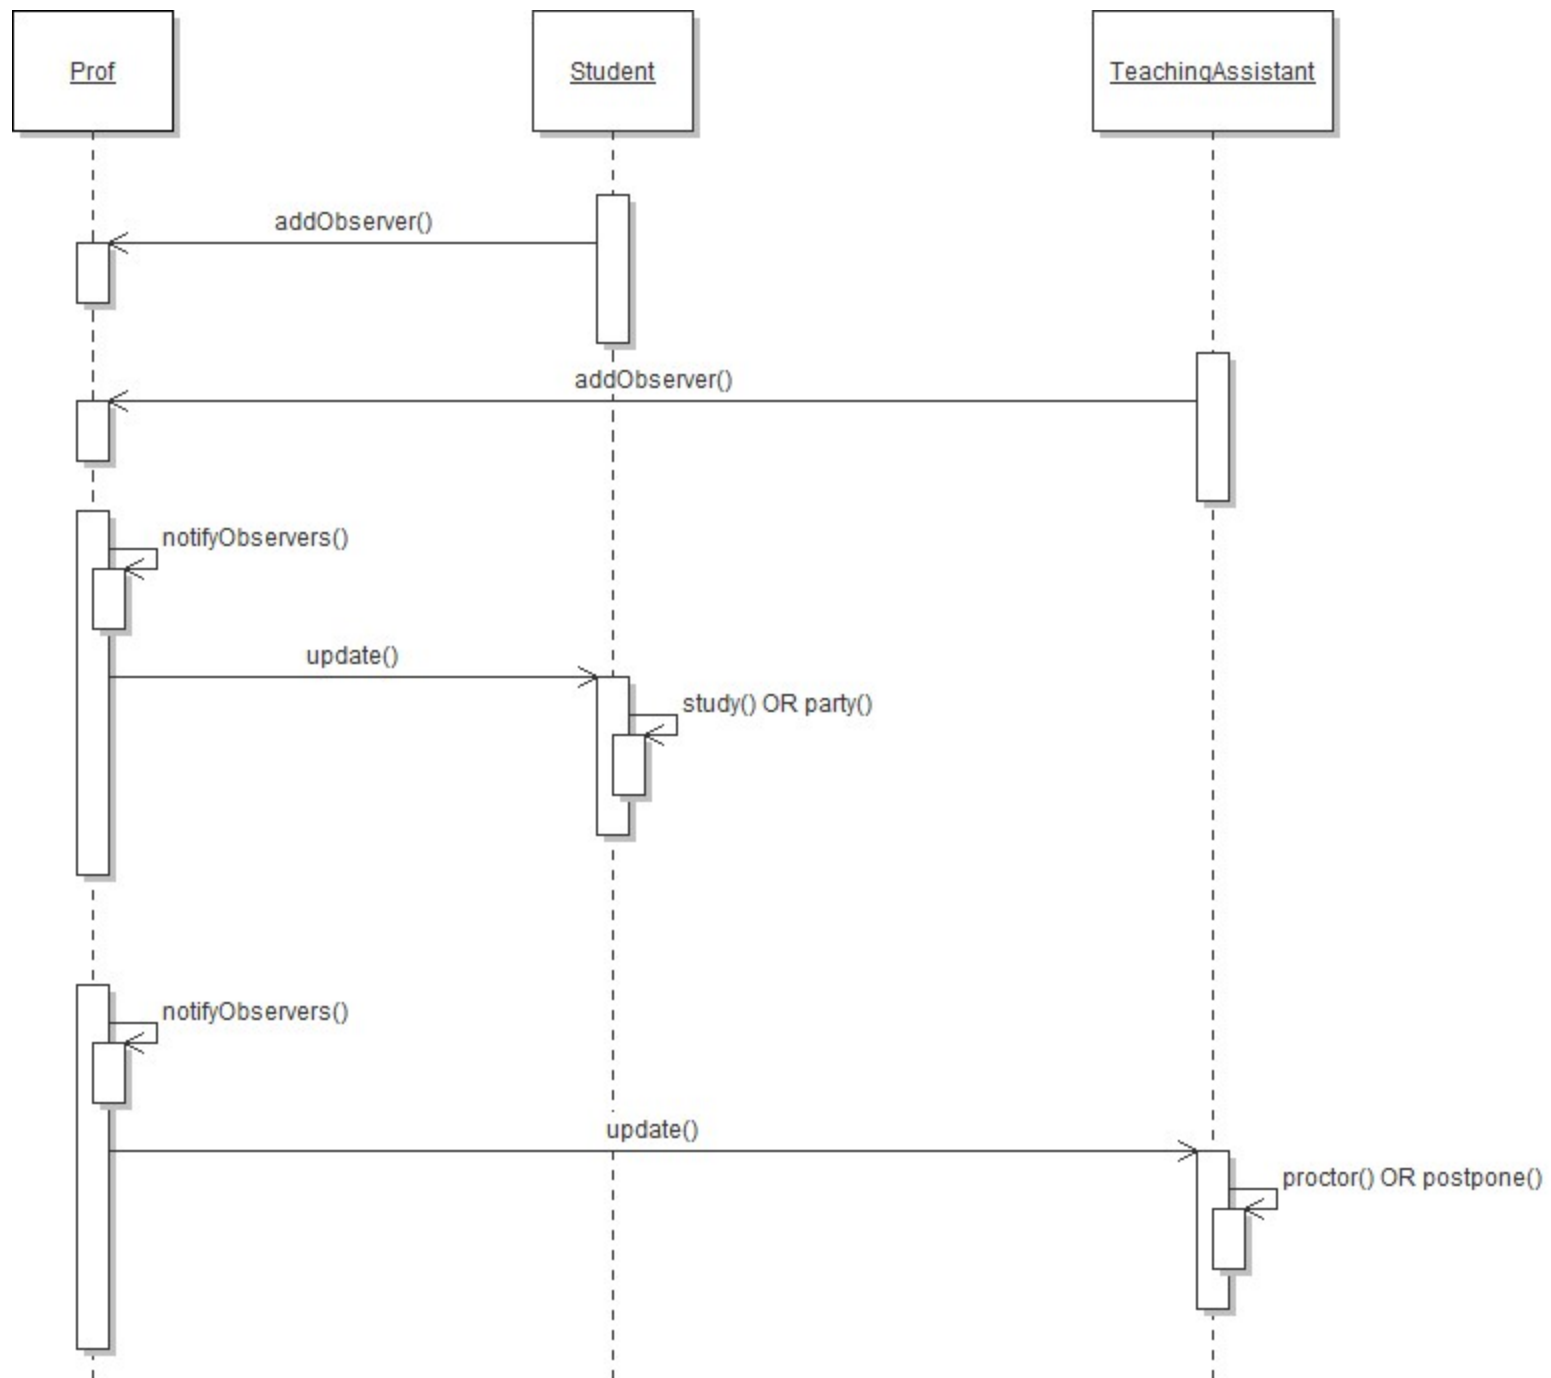 Prof
Student
TeachingAssistant
addObserver()
addObserver()
notifyObservers()
update()
study() OR party()
notifyObservers()
update()
proctor() OR postpone()